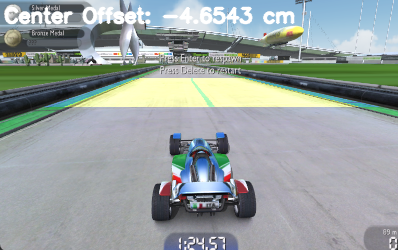 Silver Medal
Center Offset: -4.6543 cm
Bronze Medal
Press Enter to respawn
Press Delete to restart
89 m
1:24.57
0